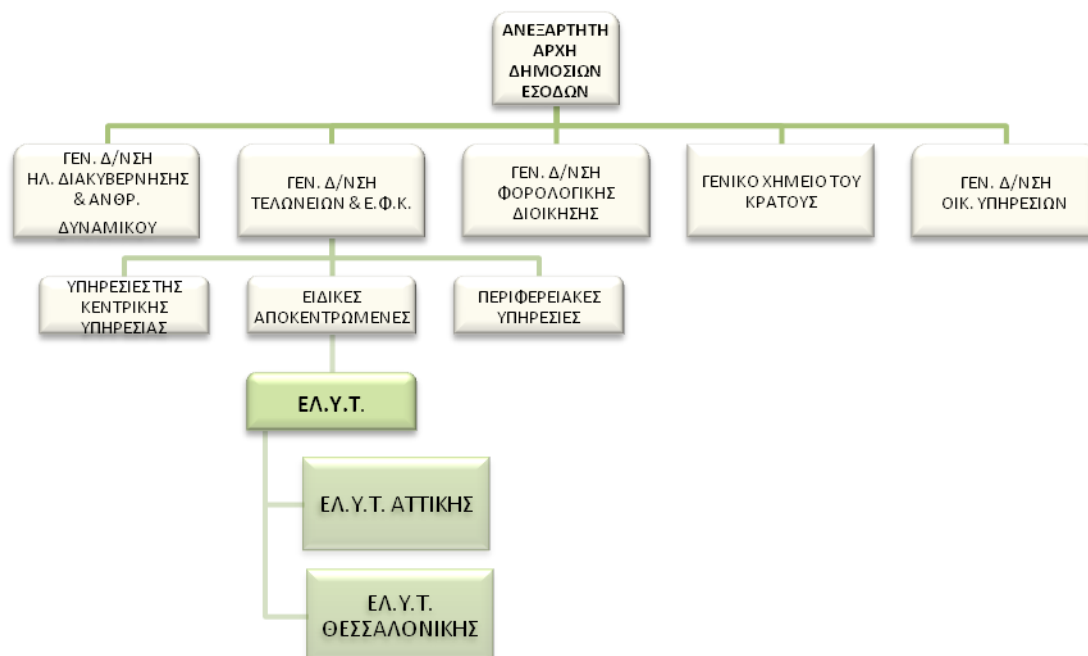 ΑΝΕΞΑΡΤΗΤΗ
ΑΡΧΗ
ΔΗΜΟΣΙΩΝ
ΕΣΟΔΩΝ
ΓΕΝ. Δ/ΝΣΗ
ΗΛ. ΔΙΑΚΥΒΕΡΝΗΣΗΣ
& ΑΝΘΡ.
ΔΥΝΑΜΙΚΟΥ
ΓΕΝ. Δ/ΝΣΗ
ΤΕΛΩΝΕΙΩΝ & Ε.Φ.Κ.
ΓΕΝ. Δ/ΝΣΗ
ΦΟΡΟΛΟΓΙΚΗΣ
ΔΙΟΙΚΗΣΗΣ
ΓΕΝΙΚΟ ΧΗΜΕΙΟ ΤΟΥ
ΚΡΑΤΟΥΣ
ΓΕΝ. Δ/ΝΣΗ
ΟΙΚ. ΥΠΗΡΕΣΙΩΝ
ΥΠΗΡΕΣΙΕΣ ΤΗΣ
ΚΕΝΤΡΙΚΗΣ
ΥΠΗΡΕΣΙΑΣ
ΕΙΔΙΚΕΣ
ΑΠΟΚΕΝΤΡΩΜΕΝΕΣ
ΠΕΡΙΦΕΡΕΙΑΚΕΣ
ΥΠΗΡΕΣΙΕΣ
ΕΛ.Υ.Τ.
ΕΛ.Υ.Τ. ΑΤΤΙΚΗΣ
ΕΛ.Υ.Τ.
ΘΕΣΣΑΛΟΝΙΚΗΣ